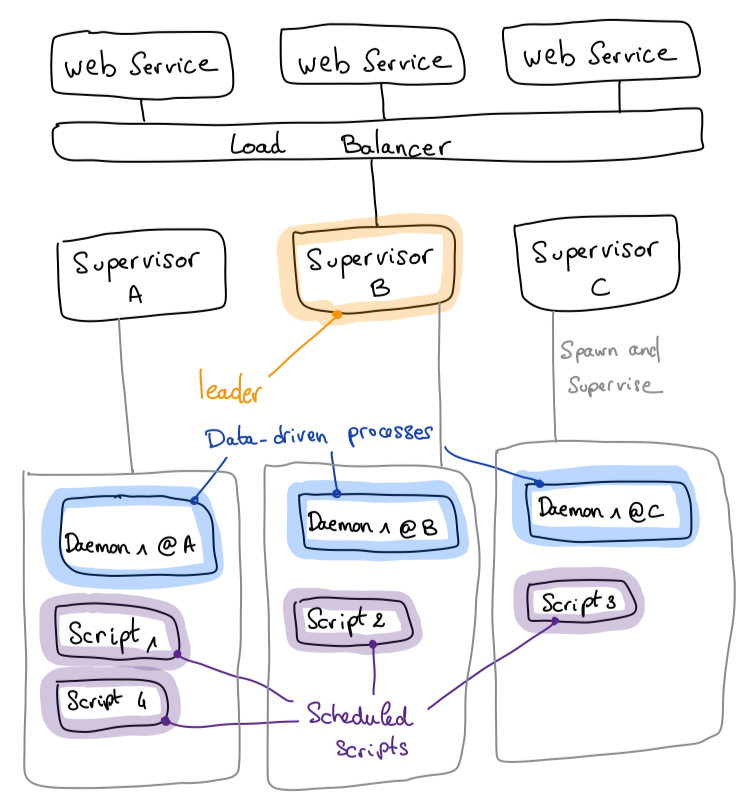 Web Service
Web Service
Web Service
Load Balancer
Supervisor
A
Supervisor
B
Supervisor
C
Spawn and
Supervise
leader
Data-driven processes
Daemon 1 @A
Daemon 1 @B
Daemon 1 @C
Script 1
Script 2
Script 3
Script 4
Scheduled
scripts